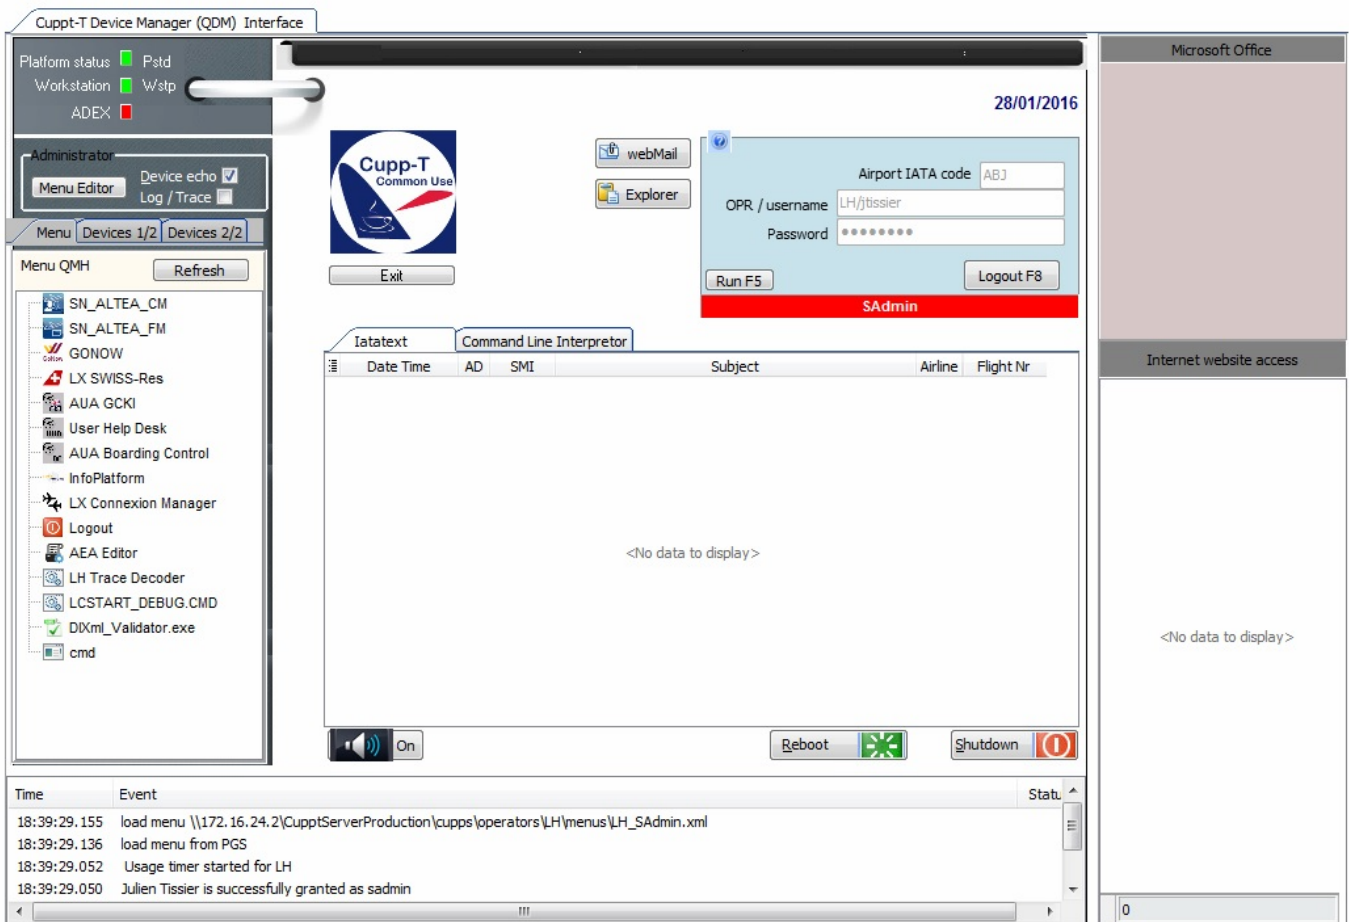 Cuppt-T Device Manager (QDM) Interface
Platform status Pstd
Workstation Wstp
ADEX
Administrator
Menu Editor
Device echo
Log / Trace
Menu Devices 1/2 Devices 2/2
Menu QMH Refresh
SN_ALTEA_CM
SN_ALTEA_FM
GONOW
LX SWISS-Res
AUA GCKI
User Help Desk
AUA Boarding Control
InfoPlatform
LX Connexion Manager
Logout
AEA Editor
LH Trace Decoder
LCSTART_DEBUG.CMD
DIXml_Validator.exe
cmd
28/01/2016
Cupp-T
Common Use
Exit
webMail
Explorer
Airport IATA code ABJ
OPR / username LH/jtissier
Password
Run F5 Logout F8
SAdmin
Iatatext Command Line Interpretor
Date Time AD SMI Subject Airline Flight Nr
<No data to display>
On
Reboot
Shutdown
Microsoft Office
Internet website access
<No data to display>
0
Time Event Statu
18:39:29.155 load menu \\172.16.24.2\CupptServerProduction\cupps\operators\LH\menus\LH_SAdmin.xml
18:39:29.136 load menu from PGS
18:39:29.052 Usage timer started for LH
18:39:29.050 Julien Tissier is successfully granted as sadmin